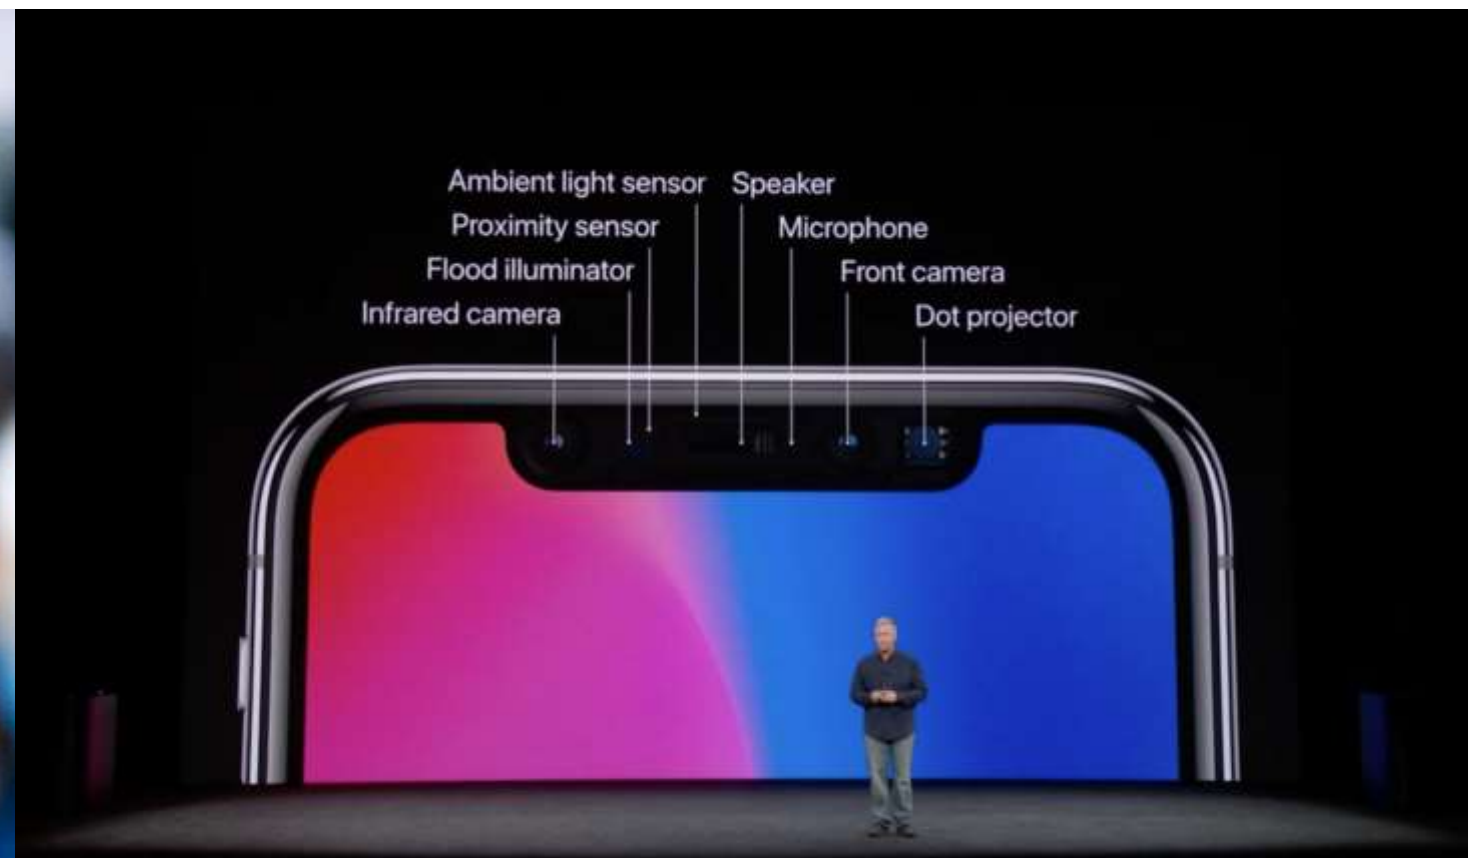 Ambient light sensor
Speaker
Proximity sensor
Microphone
Flood illuminator
Front camera
Infrared camera
Dot projector